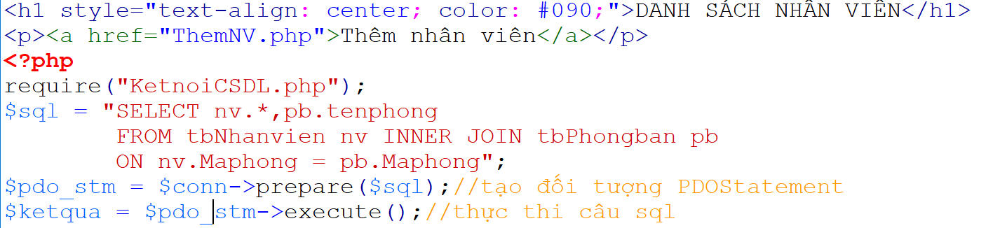 <h1 style="text-align: center; color: #090;">DANH SÁCH NHÂN VIÊN</h1>
<p><a href="ThemNV.php">Thêm nhân viên</a></p>
<?php
require("KetnoiCSDL.php");
$sql = "SELECT nv.*,pb.tenphong
FROM tbNhanvien nv INNER JOIN tbPhongban pb
ON nv.Maphong = pb.Maphong";
$pdo_stm = $conn->prepare($sql);//tạo đối tượng PDOStatement
$ketqua = $pdo_stm->execute();//thực thi câu sql